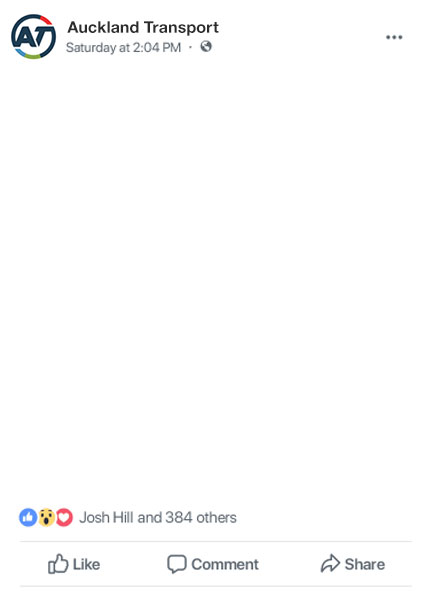 AT
Auckland Transport
Saturday at 2:04 PM ·
Josh Hill and 384 others
Like Comment Share